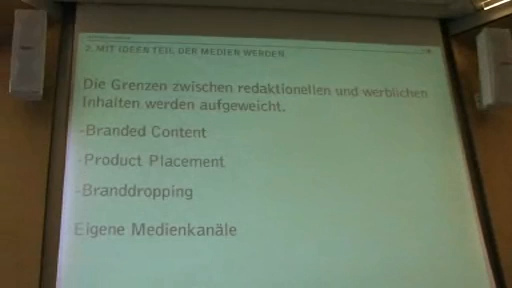 2. MIT IDEEN TEIL DER MEDIEN WERDEN
Die Grenzen zwischen redaktionellen und werblichen
Inhalten werden aufgeweicht.
-Branded Content
-Product Placement
-Branddropping
Eigene Medienkanäle